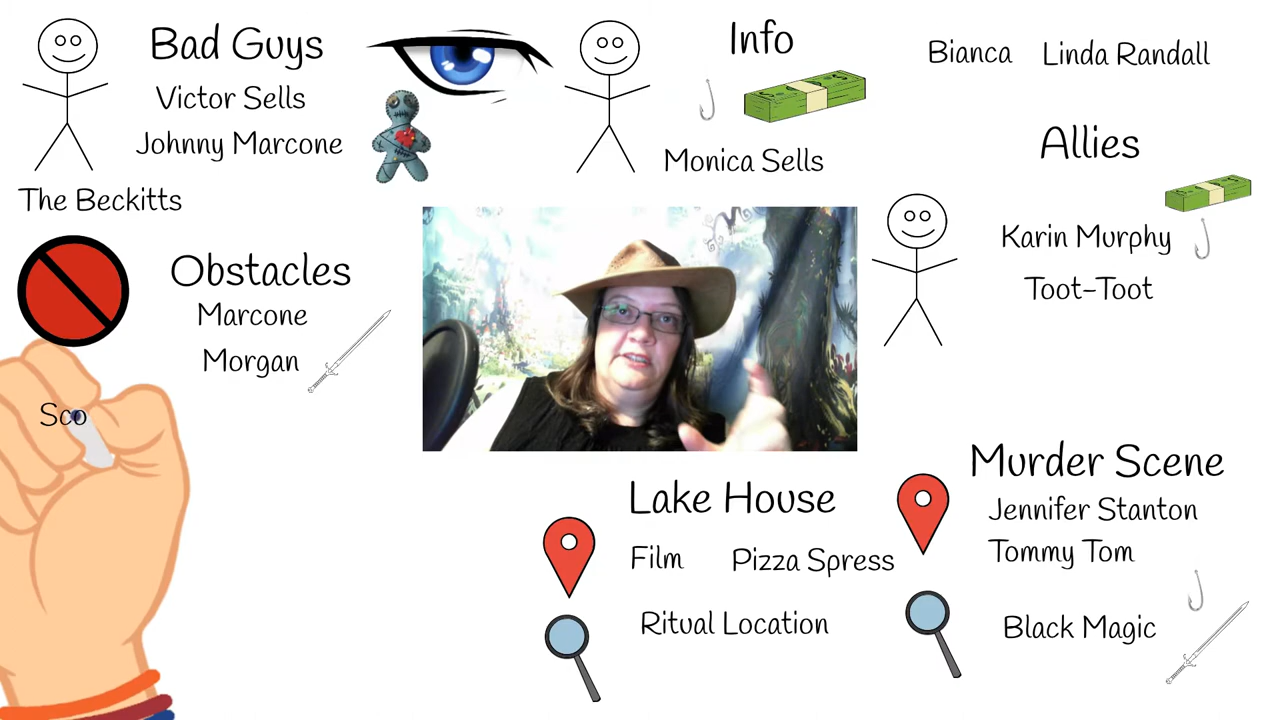 Bad Guys
Victor Sells
Johnny Marcone
The Beckitts
Info
Monica Sells
Bianca Linda Randall
Allies
Karin Murphy
Toot-Toot
Obstacles
Marcone
Morgan
Sco
Lake House
Film Pizza Spress
Ritual Location
Murder Scene
Jennifer Stanton
Tommy Tom
Black Magic